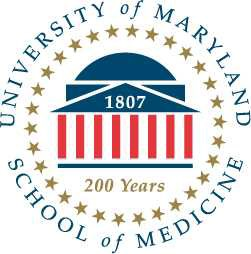 UNIVERSITY of MARYLAND
1807
200 Years
SCHOOL of MEDICINE